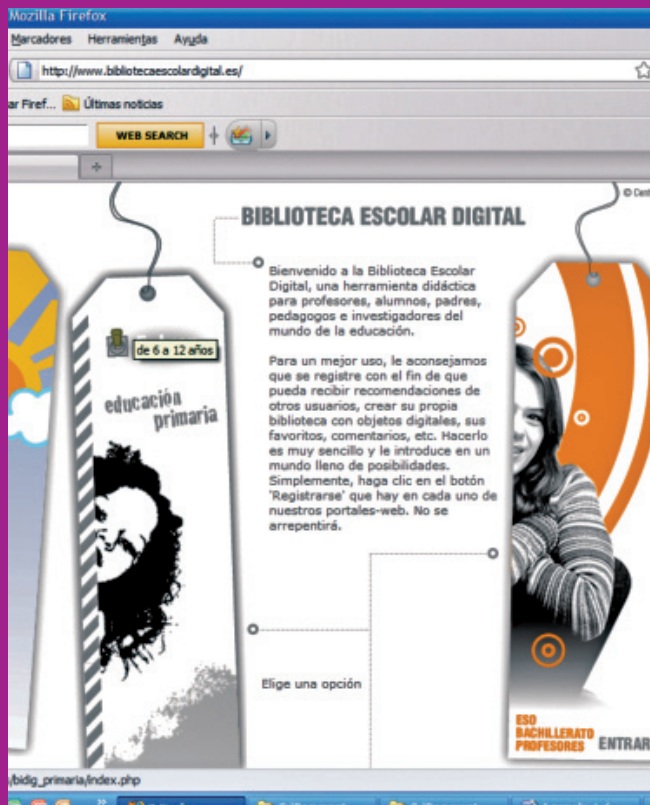 Mozilla Firefox
Marcadores Herramientas Ayuda
http://www.bibliotecaescolardigital.es/
ar Firef... Últimas noticias
WEB SEARCH
© Cent
BIBLIOTECA ESCOLAR DIGITAL
Bienvenido a la Biblioteca Escolar
Digital, una herramienta didáctica
para profesores, alumnos, padres,
pedagogos e investigadores del
mundo de la educación.
Para un mejor uso, le aconsejamos
que se registre con el fin de que
pueda recibir recomendaciones de
otros usuarios, crear su propia
biblioteca con objetos digitales, sus
favoritos, comentarios, etc. Hacerlo
es muy sencillo y le introduce en un
mundo lleno de posibilidades.
Simplemente, haga clic en el botón
'Registrarse' que hay en cada uno de
nuestros portales-web. No se
arrepentirá.
de 6 a 12 años
educación
primaria
Elige una opción
ESO
BACHILLERATO
PROFESORES ENTRAR
/bidig_primaria/index.php